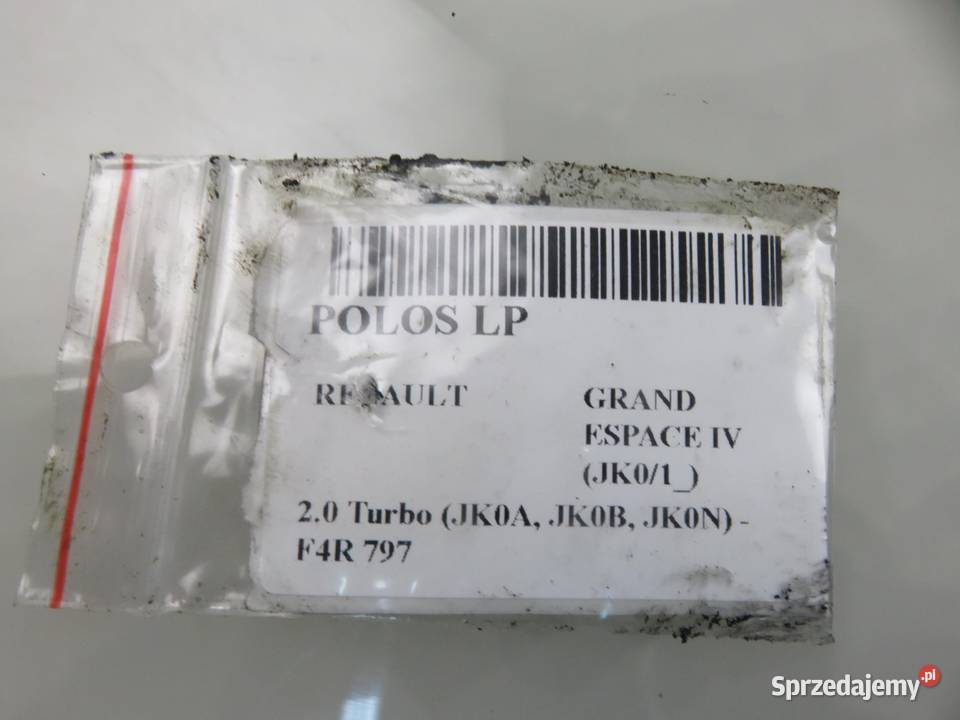 POLOS LP
RENAULT
GRAND
ESPACE IV
(JK0/1_)
2.0 Turbo (JK0A, JK0B, JK0N) -
F4R 797
Sprzedajemy.pl